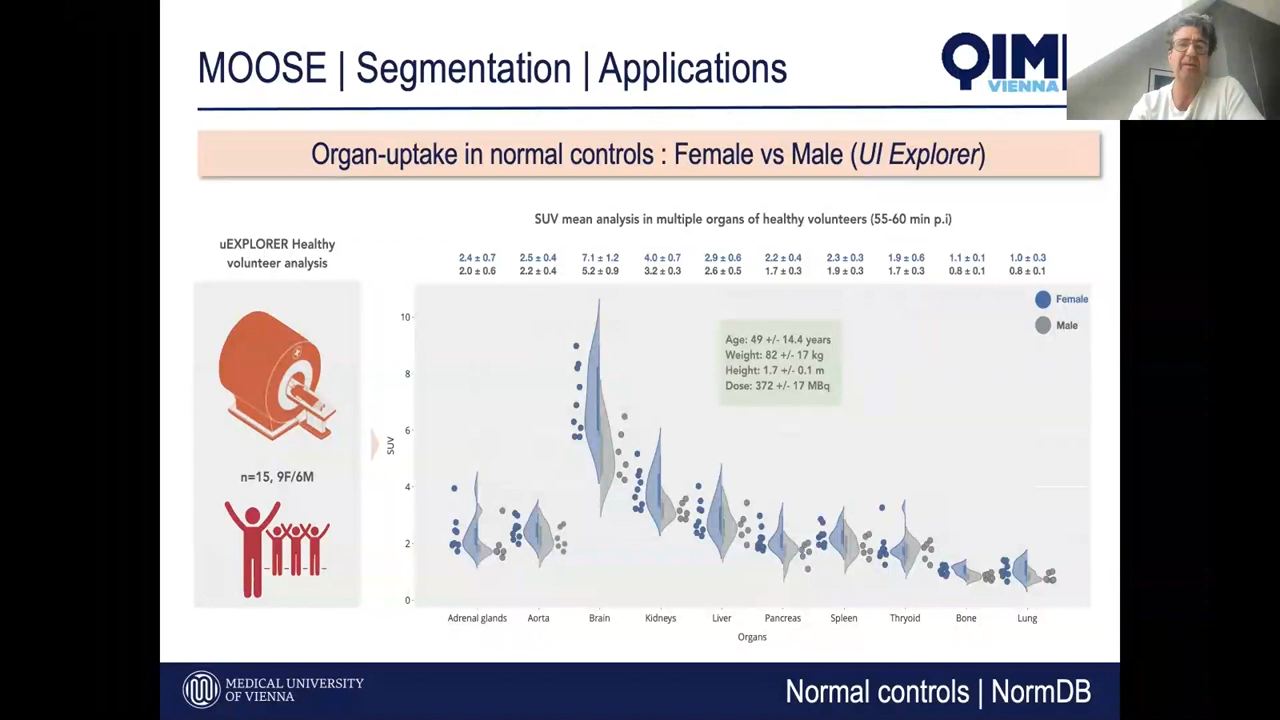 MOOSE | Segmentation | Applications
QIM
VIENNA
Organ-uptake in normal controls : Female vs Male (UI Explorer)
SUV mean analysis in multiple organs of healthy volunteers (55-60 min p.i)
uEXPLORER Healthy
volunteer analysis
2.4 ± 0.7 2.5 ± 0.4 7.1 ± 1.2 4.0 ± 0.7 2.9 ± 0.6 2.2 ± 0.4 2.3 ± 0.3 1.9 ± 0.6 1.1 ± 0.1 1.0 ± 0.3
2.0 ± 0.6 2.2 ± 0.4 5.2 ± 0.9 3.2 ± 0.3 2.6 ± 0.5 1.7 ± 0.3 1.9 ± 0.3 1.7 ± 0.3 0.8 ± 0.1 0.8 ± 0.1
Female
Male
Age: 49 +/- 14.4 years
Weight: 82 +/- 17 kg
Height: 1.7 +/- 0.1 m
Dose: 372 +/- 17 MBq
n=15, 9F/6M
SUV
10
8
6
4
2
0
Adrenal glands Aorta Brain Kidneys Liver Pancreas Spleen Thryoid Bone Lung
Organs
MEDICAL UNIVERSITY
OF VIENNA
Normal controls | NormDB